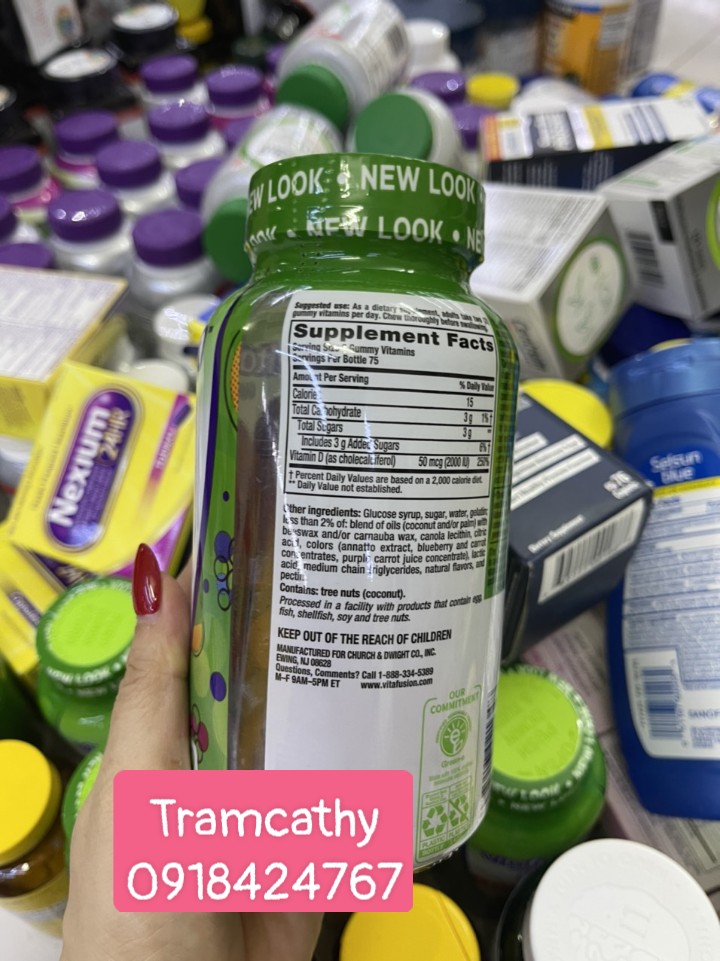 NEW LOOK
NEW LOOK
Suggested use: As a dietary supplement, adults take two (2)
gummy vitamins per day. Chew thoroughly before swallowing.
Supplement Facts
Serving Size 2 Gummy Vitamins
Servings Per Bottle 75
Amount Per Serving % Daily Value
Calories 15
Total Carbohydrate 3 g 1%†
Total Sugars 3 g **
Includes 3 g Added Sugars 6%†
Vitamin D (as cholecalciferol) 50 mcg (2000 IU) 250%
† Percent Daily Values are based on a 2,000 calorie diet.
** Daily Value not established.
Other ingredients: Glucose syrup, sugar, water, gelatin;
less than 2% of: blend of oils (coconut and/or palm) with
beeswax and/or carnauba wax, canola lecithin, citric
acid, colors (annatto extract, blueberry and carrot
concentrates, purple carrot juice concentrate), lactic
acid, medium chain triglycerides, natural flavors, and
pectin.
Contains: tree nuts (coconut).
Processed in a facility with products that contain egg,
fish, shellfish, soy and tree nuts.
KEEP OUT OF THE REACH OF CHILDREN
MANUFACTURED FOR CHURCH & DWIGHT CO., INC.
EWING, NJ 08628
Questions, Comments? Call 1-888-334-5389
M–F 9AM–5PM ET www.vitafusion.com
OUR
COMMITMENT
Nexium
24HR
Selsun
blue
NEW LOOK
NEW LOOK
Tramcathy
0918424767